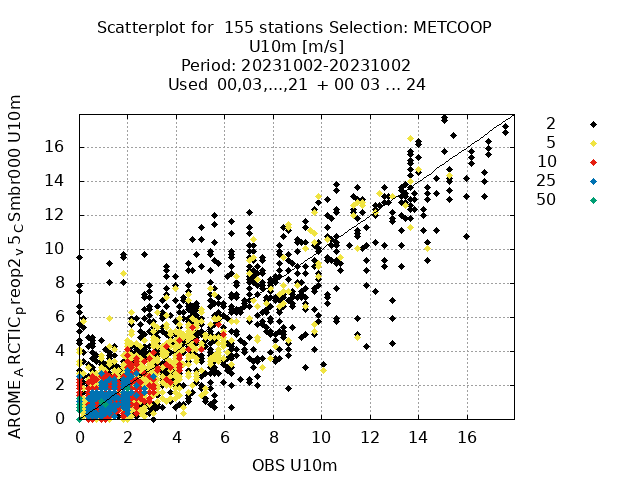 Scatterplot for  155 stations Selection: METCOOP
U10m [m/s]
Period: 20231002-20231002
Used  00,03,...,21  + 00 03 ... 24
AROME_ARCTIC_preop2_v5_CSmbr000 U10m
16
14
12
10
8
6
4
2
0
0 2 4 6 8 10 12 14 16
OBS U10m
2
5
10
25
50